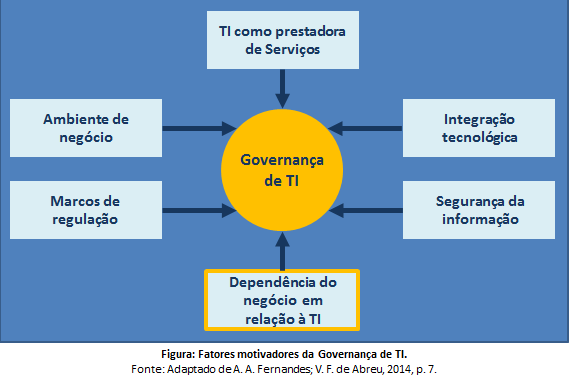 TI como prestadora
de Serviços
Ambiente de
negócio
Integração
tecnológica
Governança
de TI
Marcos de
regulação
Segurança da
informação
Dependência do
negócio em
relação à TI
Figura: Fatores motivadores da Governança de TI.
Fonte: Adaptado de A. A. Fernandes; V. F. de Abreu, 2014, p. 7.